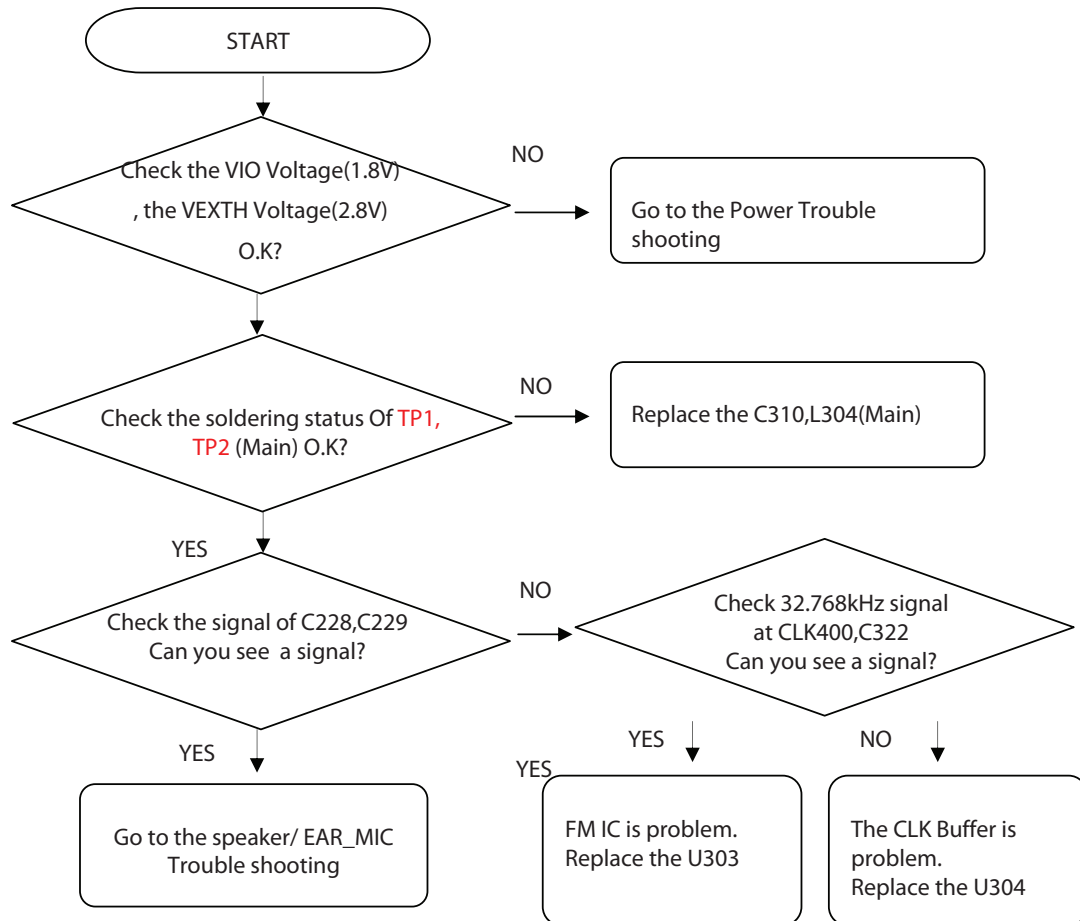 START
Check the VIO Voltage(1.8V)
, the VEXTH Voltage(2.8V)
O.K?
NO
Go to the Power Trouble
shooting
Check the soldering status Of TP1,
TP2 (Main) O.K?
NO
Replace the C310,L304(Main)
YES
Check the signal of C228,C229
Can you see a signal?
NO
Check 32.768kHz signal
at CLK400,C322
Can you see a signal?
YES
Go to the speaker/ EAR_MIC
Trouble shooting
YES
YES
FM IC is problem.
Replace the U303
NO
The CLK Buffer is
problem.
Replace the U304